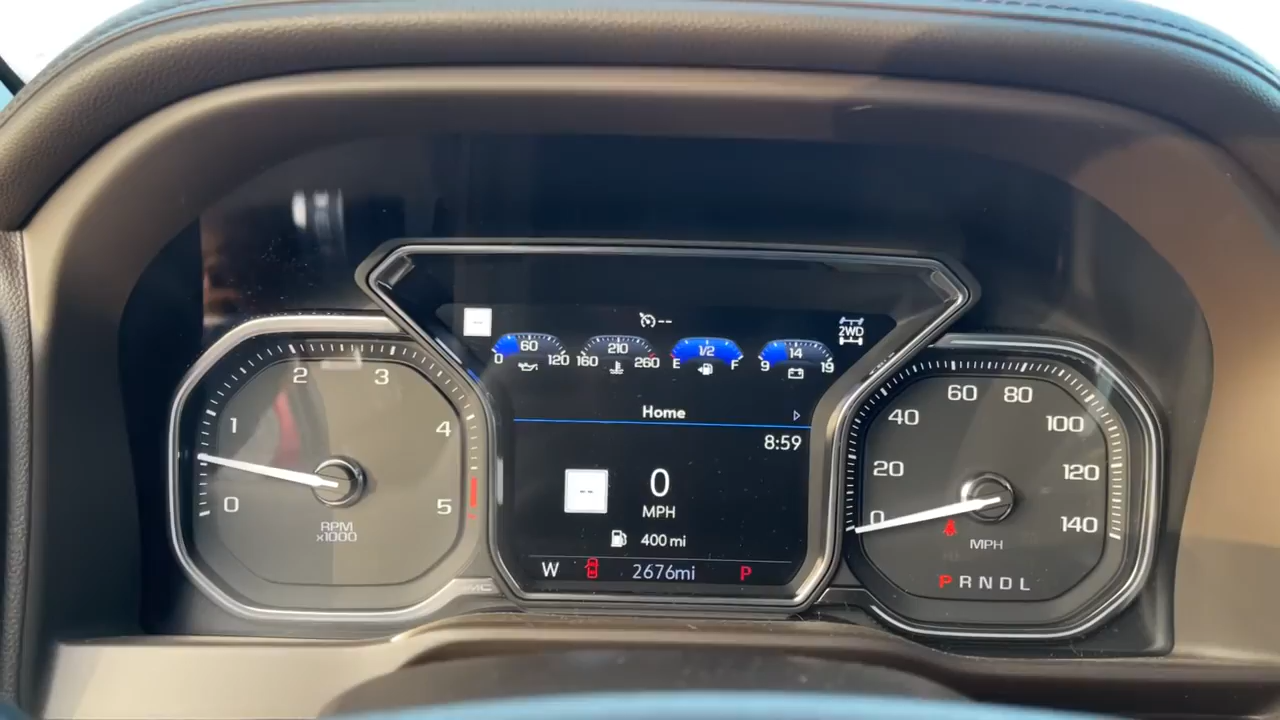 --
--
2WD
0 60 120
160 210 260
E 1/2 F
9 14 19
Home
8:59
--
0
MPH
400 mi
W 2676mi P
0 1 2 3 4 5
RPM
x1000
0 20 40 60 80 100 120 140
MPH
P R N D L